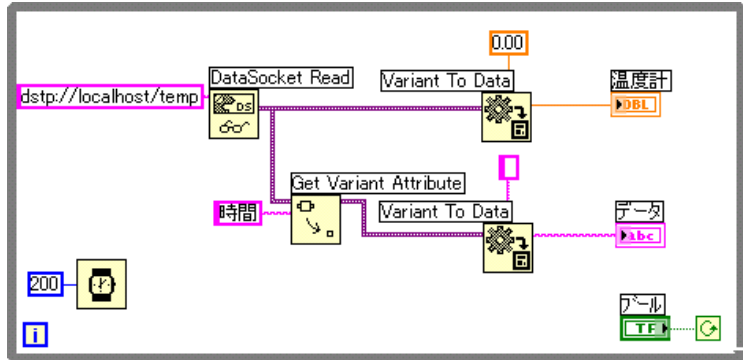 0.00
DataSocket Read
Variant To Data
温度計
dstp://localhost/temp
DS
DBL
Get Variant Attribute
時間
Variant To Data
データ
abc
200
ブール
TF
i